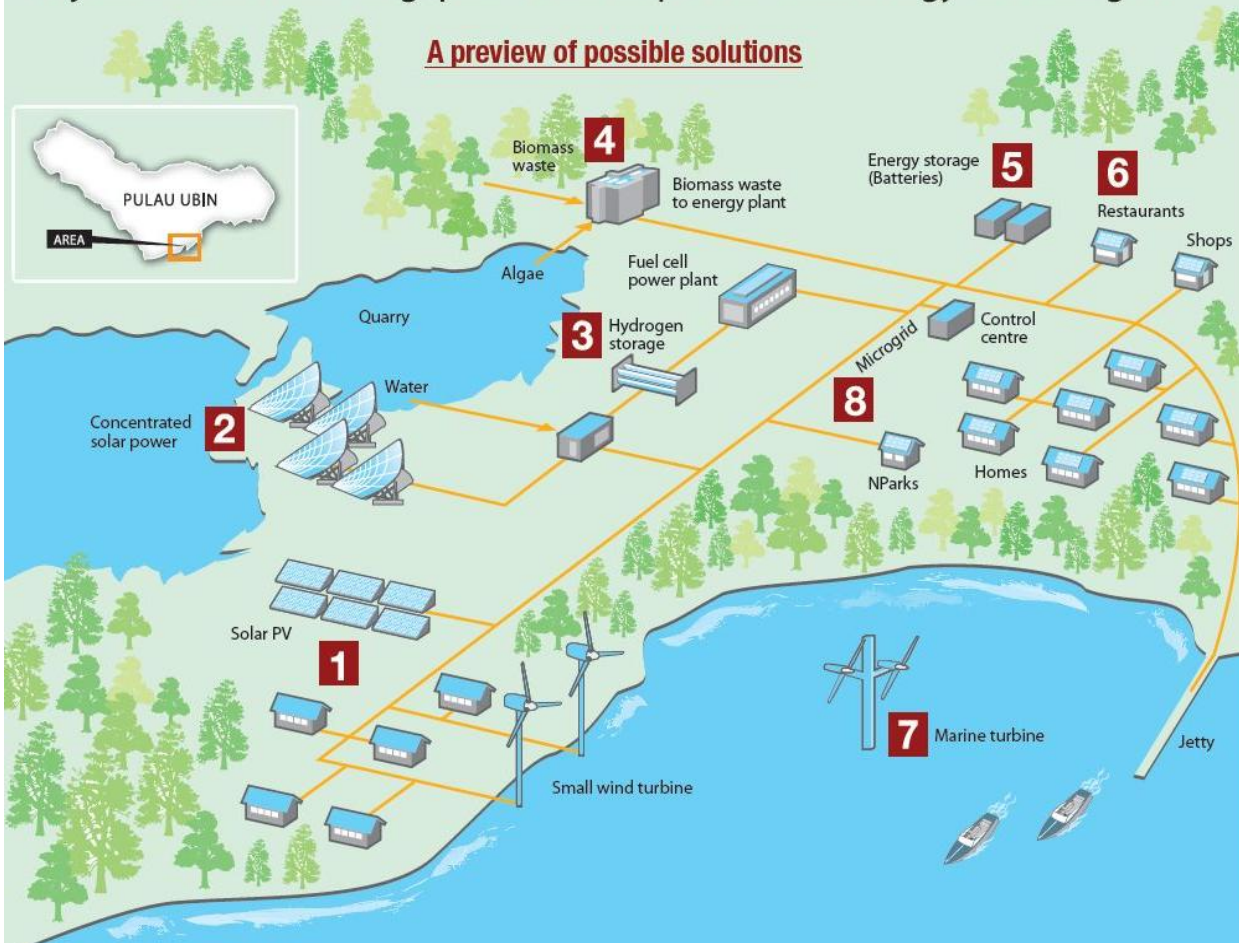 A preview of possible solutions
PULAU UBIN
AREA
4
Biomass
waste
Biomass waste
to energy plant
Energy storage
(Batteries)
5
6
Restaurants
Shops
Algae
Fuel cell
power plant
Quarry
3
Hydrogen
storage
Microgrid
Control
centre
Water
8
Concentrated
solar power
2
NParks
Homes
Solar PV
1
7
Marine turbine
Jetty
Small wind turbine